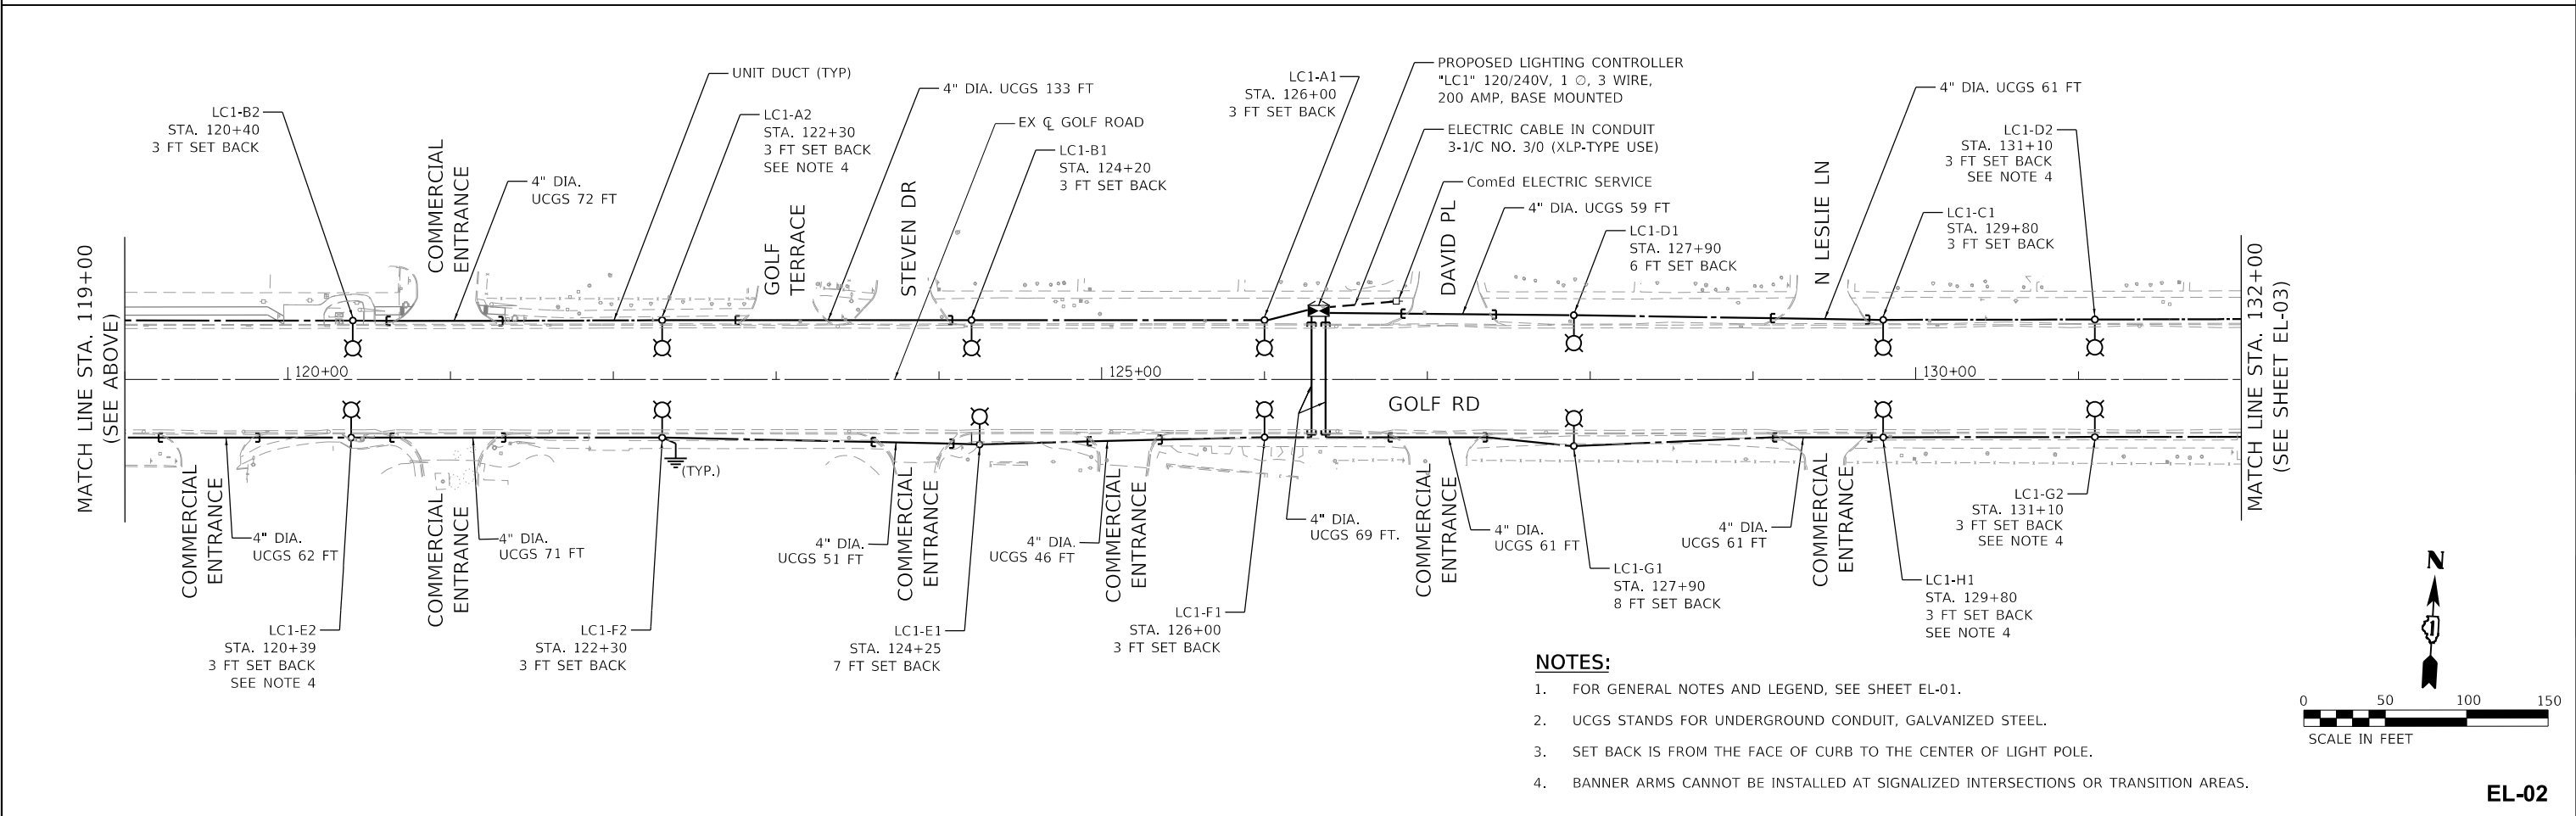 UNIT DUCT (TYP)
LC1-B2
STA. 120+40
3 FT SET BACK
COMMERCIAL
ENTRANCE
4" DIA.
UCGS 72 FT
LC1-A2
STA. 122+30
3 FT SET BACK
SEE NOTE 4
4" DIA. UCGS 133 FT
EX ℄ GOLF ROAD
LC1-B1
STA. 124+20
3 FT SET BACK
GOLF
TERRACE
STEVEN DR
LC1-A1
STA. 126+00
3 FT SET BACK
PROPOSED LIGHTING CONTROLLER
"LC1" 120/240V, 1 ∅, 3 WIRE,
200 AMP, BASE MOUNTED
ELECTRIC CABLE IN CONDUIT
3-1/C NO. 3/0 (XLP-TYPE USE)
ComEd ELECTRIC SERVICE
DAVID PL
4" DIA. UCGS 59 FT
LC1-D1
STA. 127+90
6 FT SET BACK
N LESLIE LN
4" DIA. UCGS 61 FT
LC1-D2
STA. 131+10
3 FT SET BACK
SEE NOTE 4
LC1-C1
STA. 129+80
3 FT SET BACK
MATCH LINE STA. 119+00
(SEE ABOVE)
120+00
125+00
130+00
GOLF RD
MATCH LINE STA. 132+00
(SEE SHEET EL-03)
COMMERCIAL
ENTRANCE
4" DIA.
UCGS 62 FT
LC1-E2
STA. 120+39
3 FT SET BACK
SEE NOTE 4
COMMERCIAL
ENTRANCE
4" DIA.
UCGS 71 FT
LC1-F2
STA. 122+30
3 FT SET BACK
(TYP.)
4" DIA.
UCGS 51 FT
COMMERCIAL
ENTRANCE
LC1-E1
STA. 124+25
7 FT SET BACK
4" DIA.
UCGS 46 FT
COMMERCIAL
ENTRANCE
LC1-F1
STA. 126+00
3 FT SET BACK
4" DIA.
UCGS 69 FT.
COMMERCIAL
ENTRANCE
4" DIA.
UCGS 61 FT
LC1-G1
STA. 127+90
8 FT SET BACK
4" DIA.
UCGS 61 FT
COMMERCIAL
ENTRANCE
LC1-H1
STA. 129+80
3 FT SET BACK
SEE NOTE 4
LC1-G2
STA. 131+10
3 FT SET BACK
SEE NOTE 4
NOTES:
1. FOR GENERAL NOTES AND LEGEND, SEE SHEET EL-01.
2. UCGS STANDS FOR UNDERGROUND CONDUIT, GALVANIZED STEEL.
3. SET BACK IS FROM THE FACE OF CURB TO THE CENTER OF LIGHT POLE.
4. BANNER ARMS CANNOT BE INSTALLED AT SIGNALIZED INTERSECTIONS OR TRANSITION AREAS.
N
0 50 100 150
SCALE IN FEET
EL-02